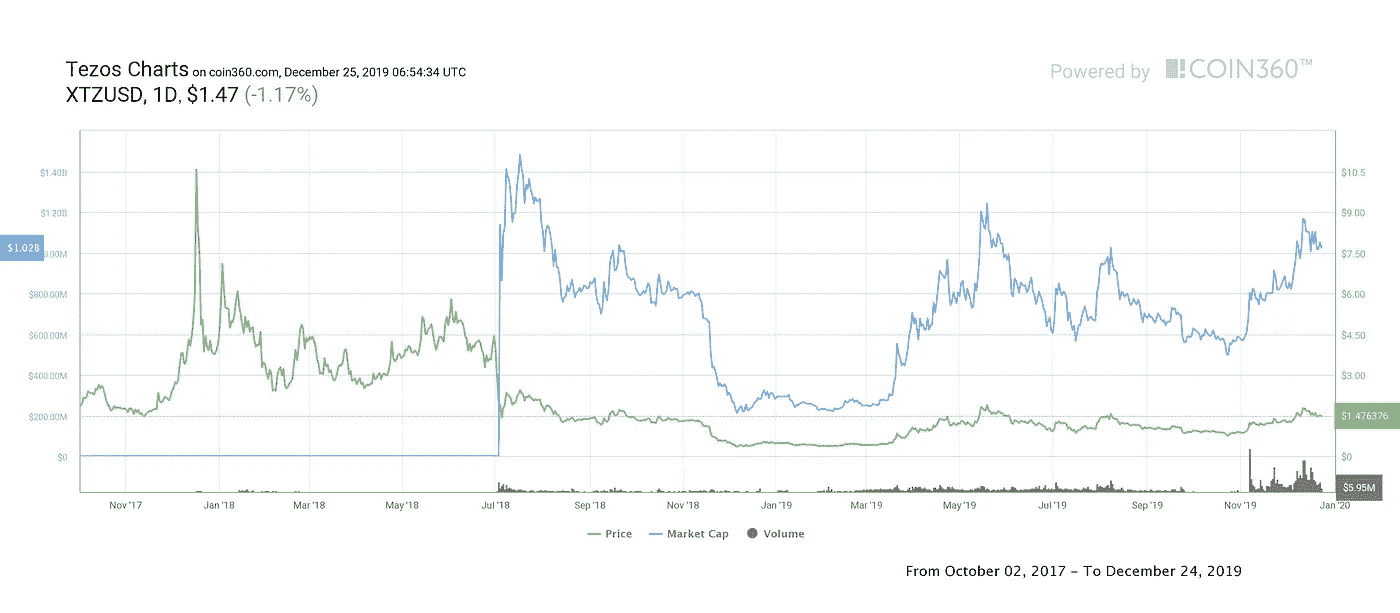 Tezos Charts on coin360.com, December 25, 2019 06:54:34 UTC
Powered by COIN360™
XTZUSD, 1D, $1.47 (-1.17%)
$1.40B
$10.5
$1.20B
$9.00
$1.02B
0.00M
$7.50
$800.00M
$6.00
$600.00M
$4.50
$400.00M
$3.00
$200.00M
$1.476376
$0
$0
$5.95M
Nov '17 Jan '18 Mar '18 May '18 Jul '18 Sep '18 Nov '18 Jan '19 Mar '19 May '19 Jul '19 Sep '19 Nov '19 Jan '20
Price Market Cap Volume
From October 02, 2017 – To December 24, 2019